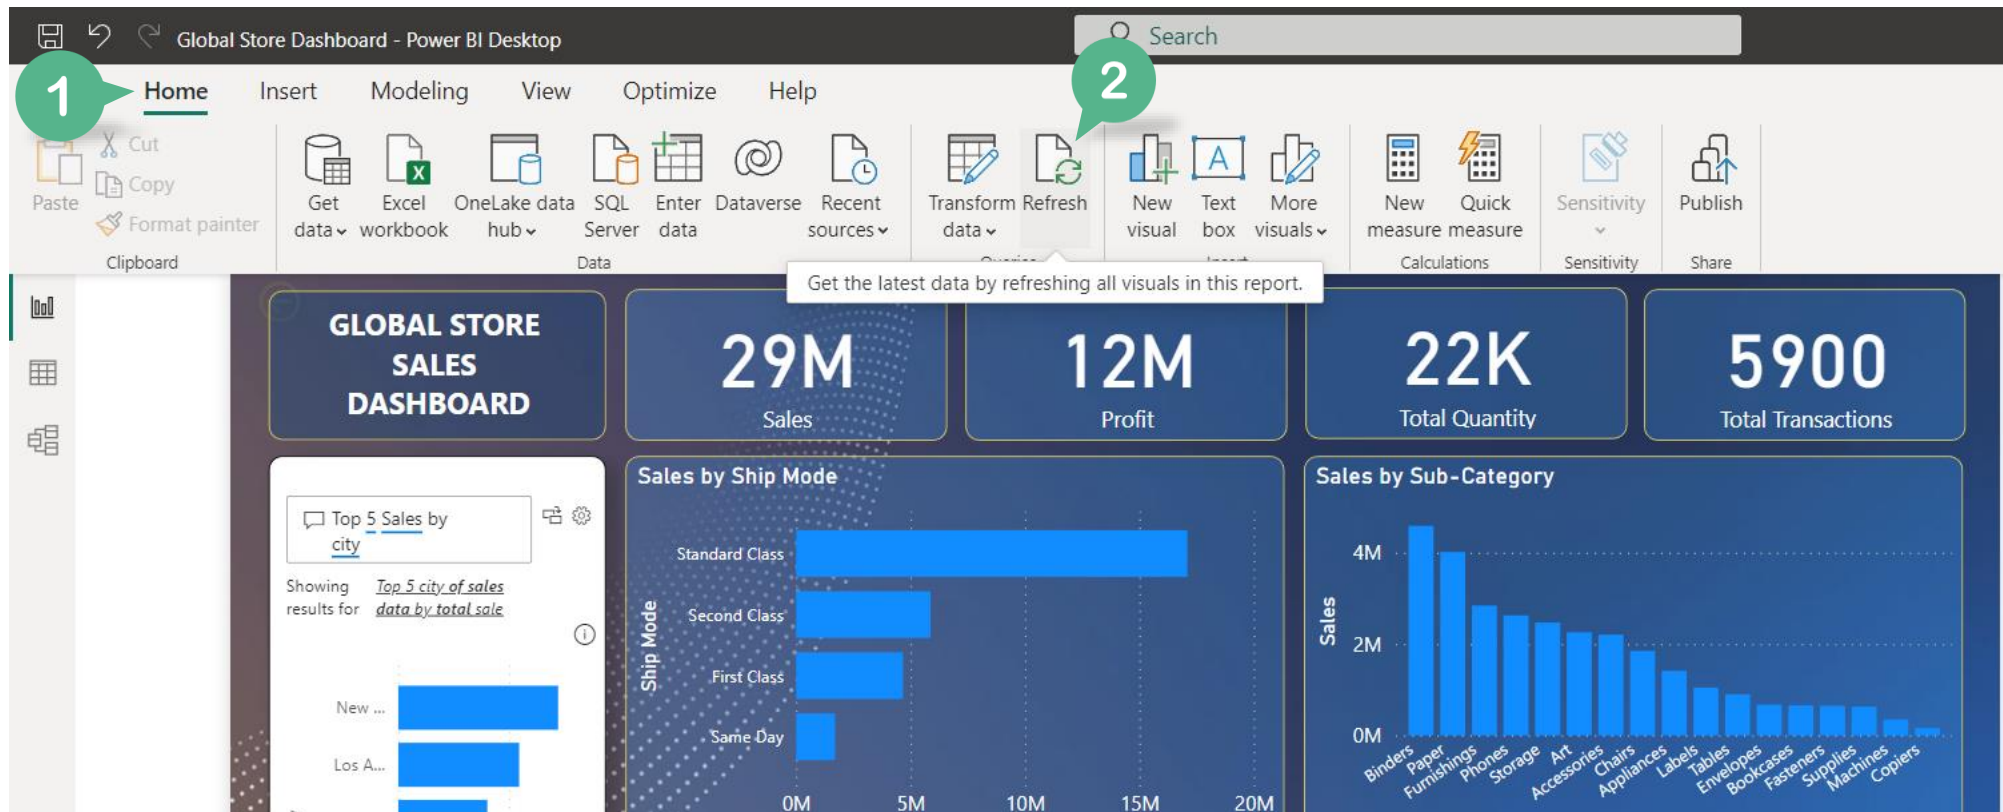 Global Store Dashboard - Power BI Desktop
Search
1
2
Home Insert Modeling View Optimize Help
Paste
Cut
Copy
Format painter
Clipboard
Get data
Excel workbook
OneLake data hub
SQL Server
Enter data
Dataverse
Recent sources
Data
Transform data
Refresh
New visual
Text box
More visuals
New measure
Quick measure
Calculations
Sensitivity
Sensitivity
Publish
Share
Get the latest data by refreshing all visuals in this report.
GLOBAL STORE
SALES
DASHBOARD
29M
Sales
12M
Profit
22K
Total Quantity
5900
Total Transactions
Top 5 Sales by
city
Showing results for
Top 5 city of sales
data by total sale
New ...
Los A...
Sales by Ship Mode
Ship Mode
Standard Class
Second Class
First Class
Same Day
0M 5M 10M 15M 20M
Sales by Sub-Category
Sales
4M
2M
0M
Binders
Paper
Furnishings
Phones
Storage
Art
Accessories
Chairs
Appliances
Labels
Tables
Envelopes
Bookcases
Fasteners
Supplies
Machines
Copiers